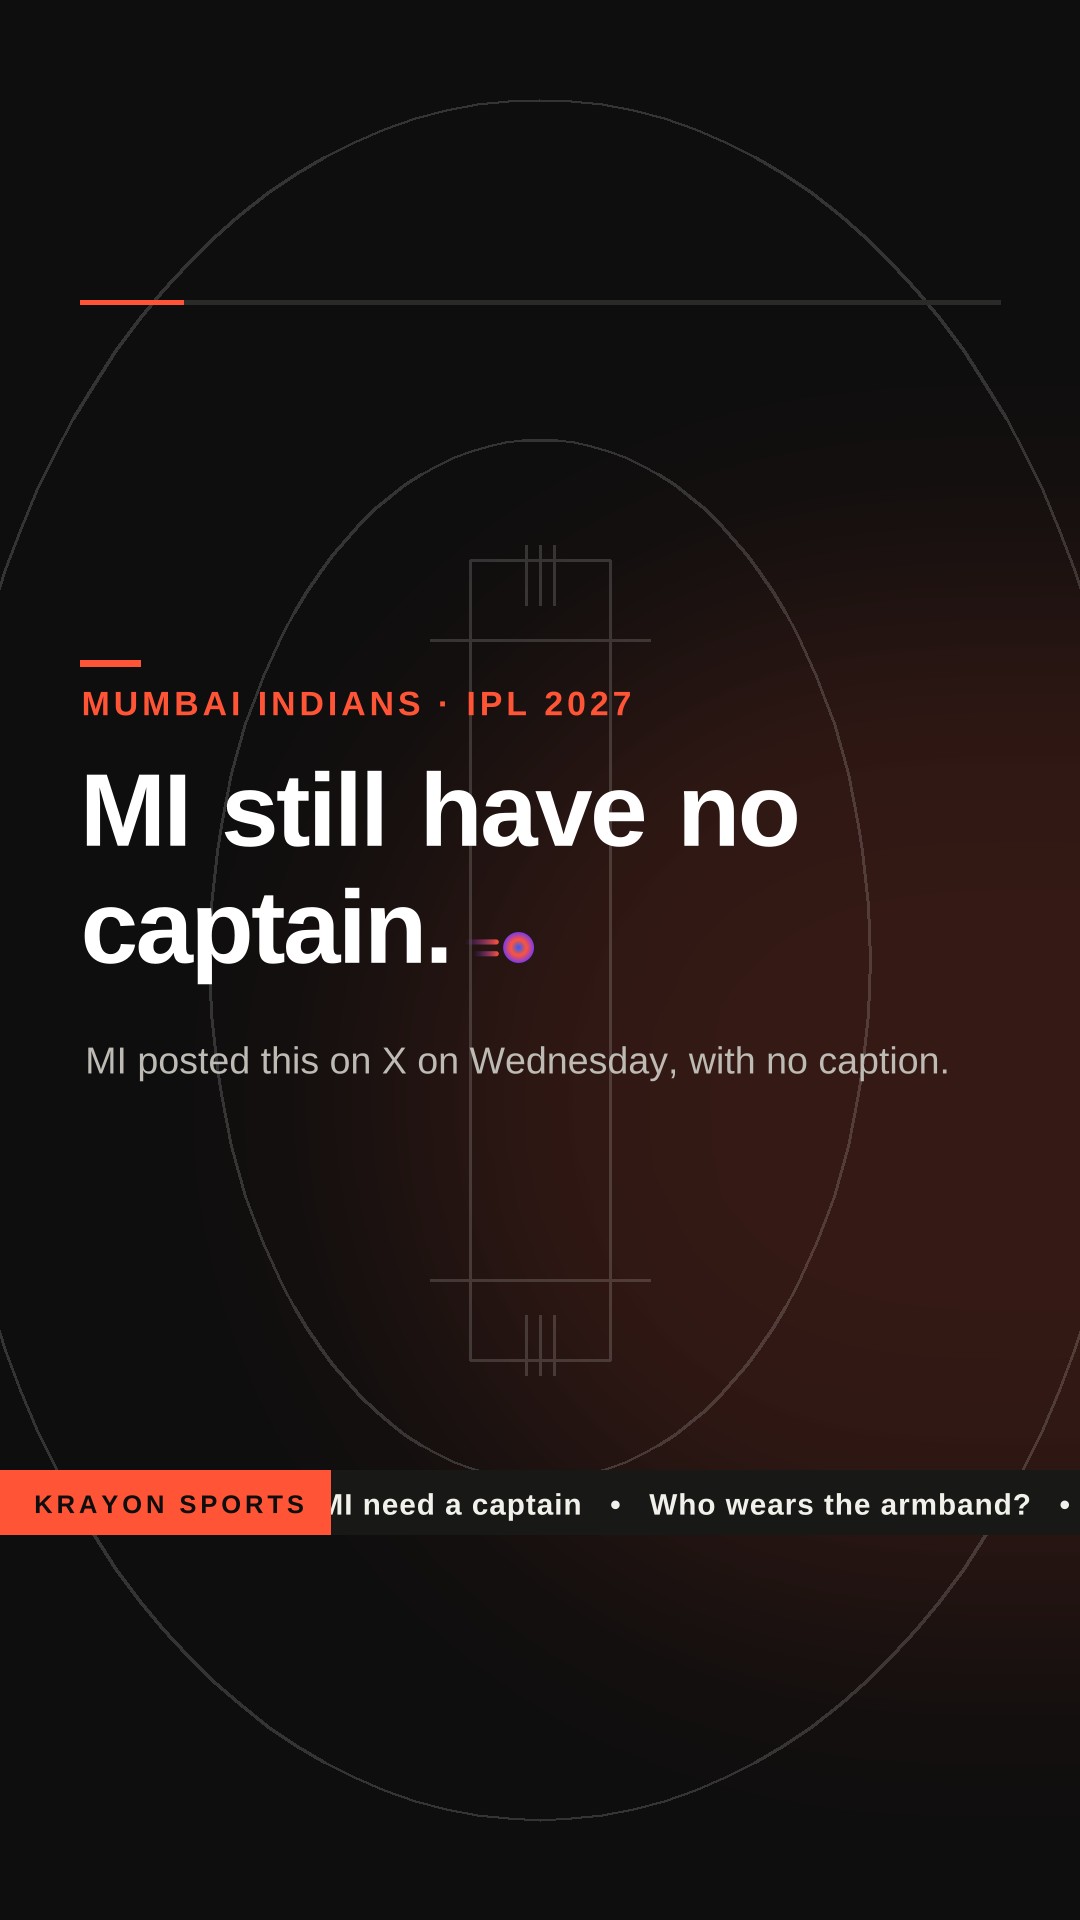 MUMBAI INDIANS · IPL 2027
MI still have no
captain.
MI posted this on X on Wednesday, with no caption.
KRAYON SPORTS
MI need a captain • Who wears the armband? •